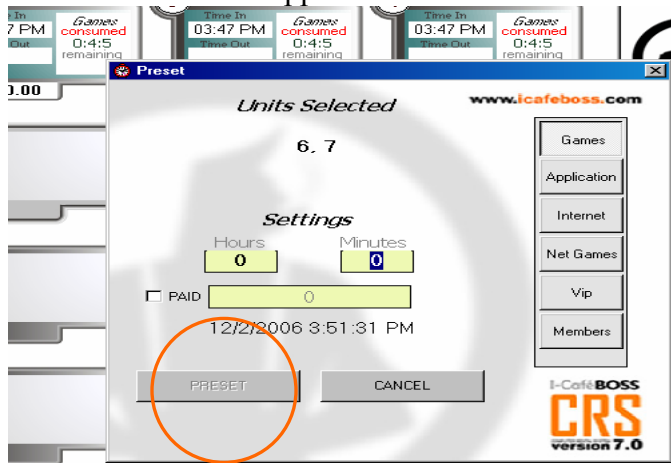 Time In
7 PM
Out
Games
consumed
0:4:5
remaining
Time In
03:47 PM
Time Out
Games
consumed
0:4:5
remaining
Time In
03:47 PM
Time Out
Games
consumed
0:4:5
remaining
0.00
Preset
Units Selected
www.icafeboss.com
6, 7
Games
Application
Internet
Net Games
Vip
Members
Settings
Hours
Minutes
0
0
PAID
0
12/2/2006 3:51:31 PM
PRESET
CANCEL
I-CaféBOSS
CRS
version 7.0